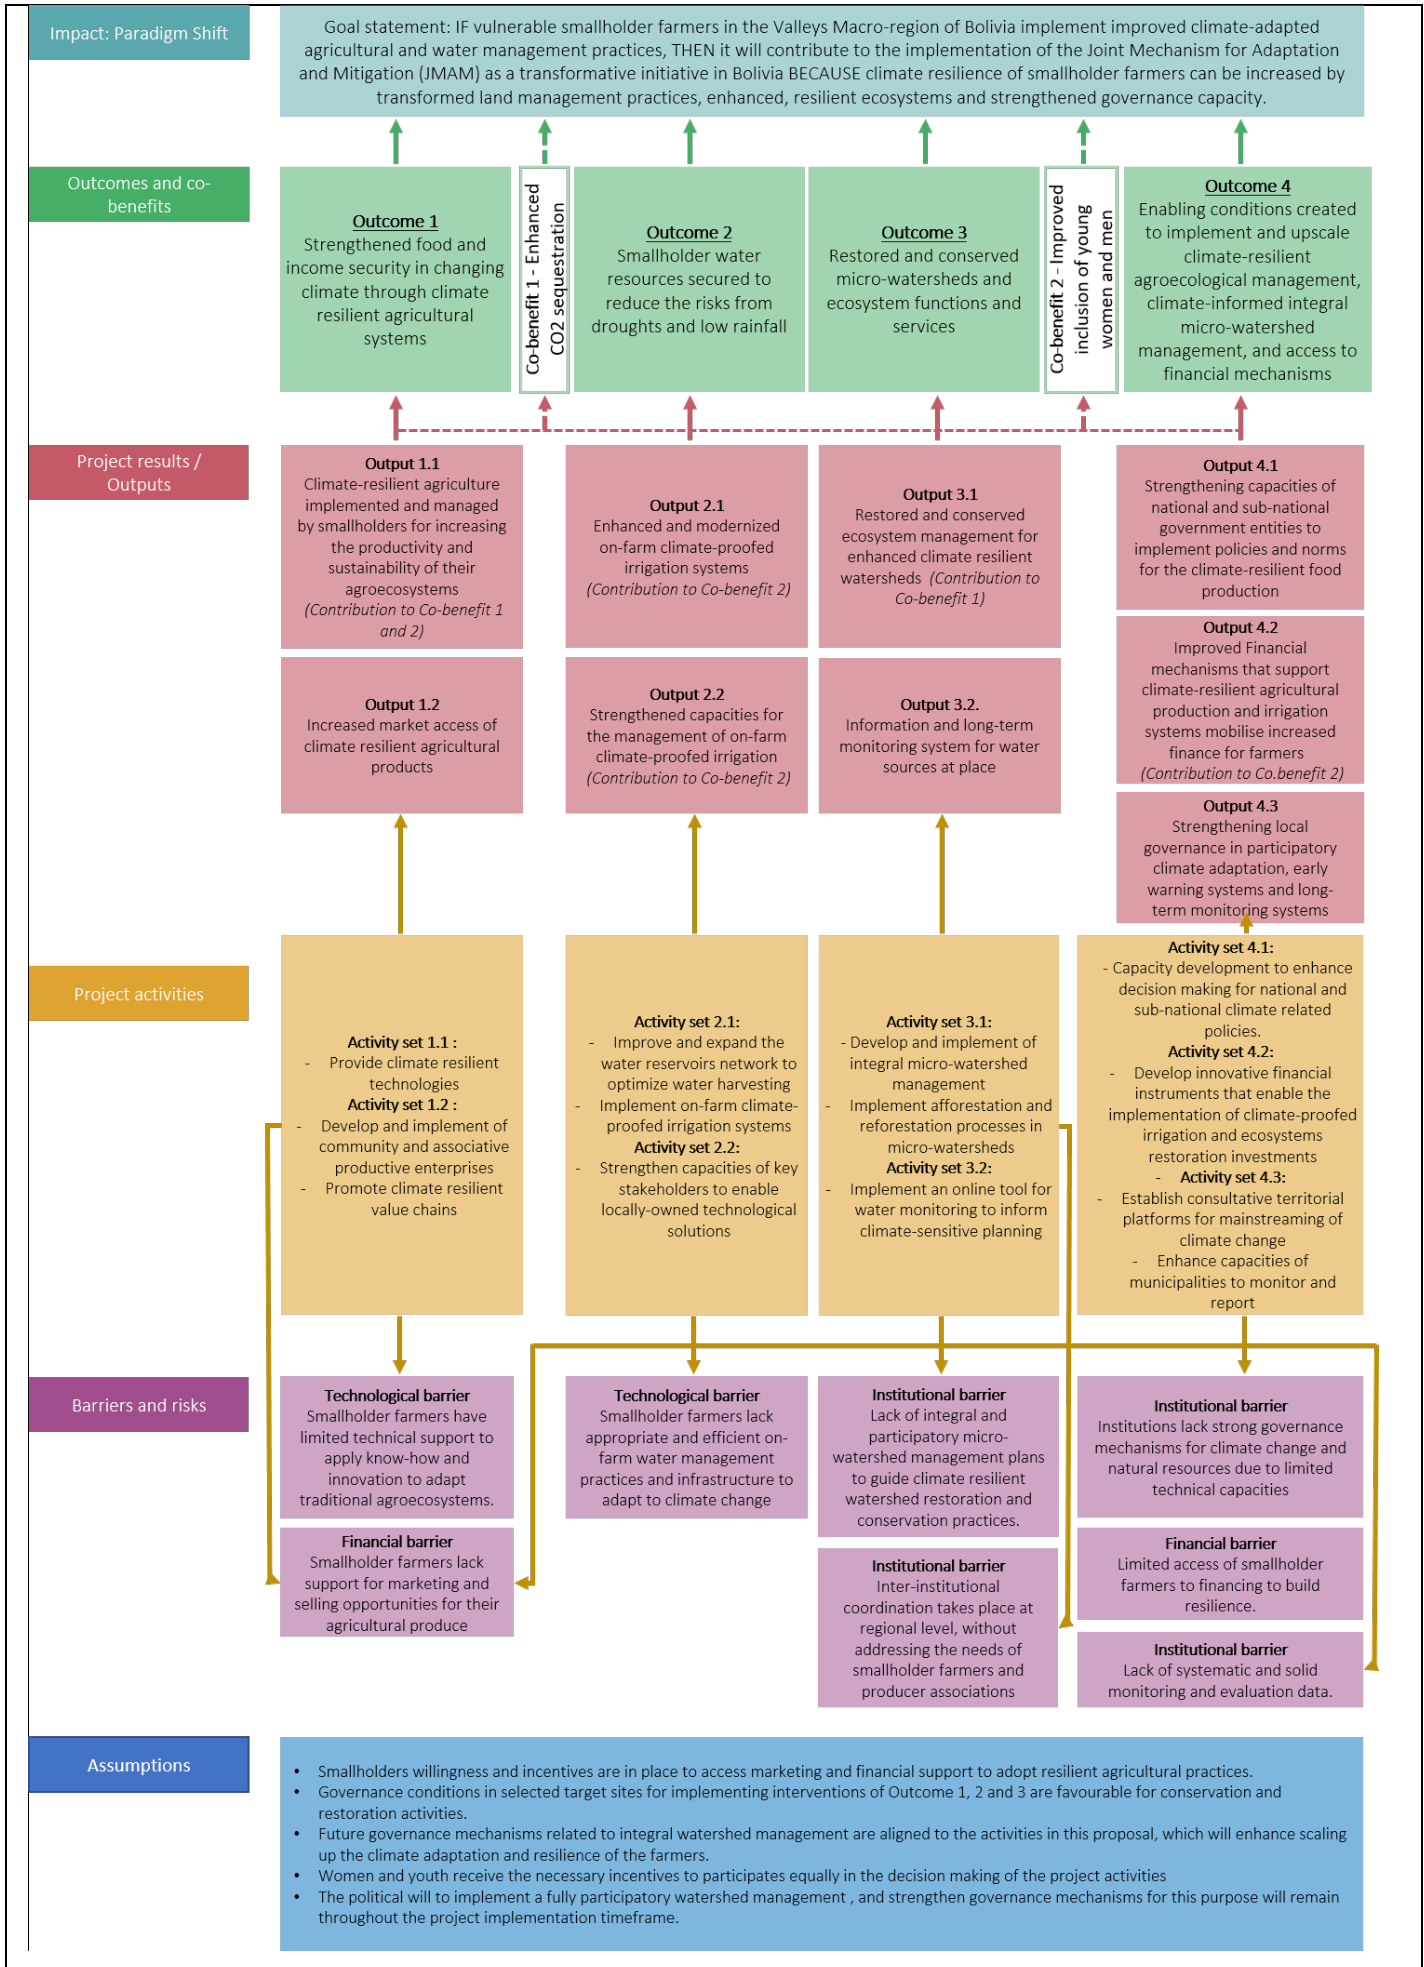 Impact: Paradigm Shift
Goal statement: IF vulnerable smallholder farmers in the Valleys Macro-region of Bolivia implement improved climate-adapted
agricultural and water management practices, THEN it will contribute to the implementation of the Joint Mechanism for Adaptation
and Mitigation (JMAM) as a transformative initiative in Bolivia BECAUSE climate resilience of smallholder farmers can be increased by
transformed land management practices, enhanced, resilient ecosystems and strengthened governance capacity.
Outcomes and co-
benefits
Outcome 1
Strengthened food and
income security in changing
climate through climate
resilient agricultural
systems
Co-benefit 1 - Enhanced
CO2 sequestration
Outcome 2
Smallholder water
resources secured to
reduce the risks from
droughts and low rainfall
Outcome 3
Restored and conserved
micro-watersheds and
ecosystem functions and
services
Co-benefit 2 - Improved
inclusion of young
women and men
Outcome 4
Enabling conditions created
to implement and upscale
climate-resilient
agroecological management,
climate-informed integral
micro-watershed
management, and access to
financial mechanisms
Project results /
Outputs
Output 1.1
Climate-resilient agriculture
implemented and managed
by smallholders for increasing
the productivity and
sustainability of their
agroecosystems
(Contribution to Co-benefit 1
and 2)
Output 1.2
Increased market access of
climate resilient agricultural
products
Output 2.1
Enhanced and modernized
on-farm climate-proofed
irrigation systems
(Contribution to Co-benefit 2)
Output 2.2
Strengthened capacities for
the management of on-farm
climate-proofed irrigation
(Contribution to Co-benefit 2)
Output 3.1
Restored and conserved
ecosystem management for
enhanced climate resilient
watersheds (Contribution to
Co-benefit 1)
Output 3.2.
Information and long-term
monitoring system for water
sources at place
Output 4.1
Strengthening capacities of
national and sub-national
government entities to
implement policies and norms
for the climate-resilient food
production
Output 4.2
Improved Financial
mechanisms that support
climate-resilient agricultural
production and irrigation
systems mobilise increased
finance for farmers
(Contribution to Co.benefit 2)
Output 4.3
Strengthening local
governance in participatory
climate adaptation, early
warning systems and long-
term monitoring systems
Project activities
Activity set 1.1 :
- Provide climate resilient
technologies
Activity set 1.2 :
- Develop and implement of
community and associative
productive enterprises
- Promote climate resilient
value chains
Activity set 2.1:
- Improve and expand the
water reservoirs network to
optimize water harvesting
- Implement on-farm climate-
proofed irrigation systems
Activity set 2.2:
- Strengthen capacities of key
stakeholders to enable
locally-owned technological
solutions
Activity set 3.1:
- Develop and implement of
integral micro-watershed
management
- Implement afforestation and
reforestation processes in
micro-watersheds
Activity set 3.2:
- Implement an online tool for
water monitoring to inform
climate-sensitive planning
Activity set 4.1:
- Capacity development to enhance
decision making for national and
sub-national climate related
policies.
Activity set 4.2:
- Develop innovative financial
instruments that enable the
implementation of climate-proofed
irrigation and ecosystems
restoration investments
- Activity set 4.3:
- Establish consultative territorial
platforms for mainstreaming of
climate change
- Enhance capacities of
municipalities to monitor and
report
Barriers and risks
Technological barrier
Smallholder farmers have
limited technical support to
apply know-how and
innovation to adapt
traditional agroecosystems.
Financial barrier
Smallholder farmers lack
support for marketing and
selling opportunities for their
agricultural produce
Technological barrier
Smallholder farmers lack
appropriate and efficient on-
farm water management
practices and infrastructure to
adapt to climate change
Institutional barrier
Lack of integral and
participatory micro-
watershed management plans
to guide climate resilient
watershed restoration and
conservation practices.
Institutional barrier
Inter-institutional
coordination takes place at
regional level, without
addressing the needs of
smallholder farmers and
producer associations
Institutional barrier
Institutions lack strong governance
mechanisms for climate change and
natural resources due to limited
technical capacities
Financial barrier
Limited access of smallholder
farmers to financing to build
resilience.
Institutional barrier
Lack of systematic and solid
monitoring and evaluation data.
Assumptions
• Smallholders willingness and incentives are in place to access marketing and financial support to adopt resilient agricultural practices.
• Governance conditions in selected target sites for implementing interventions of Outcome 1, 2 and 3 are favourable for conservation and
restoration activities.
• Future governance mechanisms related to integral watershed management are aligned to the activities in this proposal, which will enhance scaling
up the climate adaptation and resilience of the farmers.
• Women and youth receive the necessary incentives to participates equally in the decision making of the project activities
• The political will to implement a fully participatory watershed management , and strengthen governance mechanisms for this purpose will remain
throughout the project implementation timeframe.